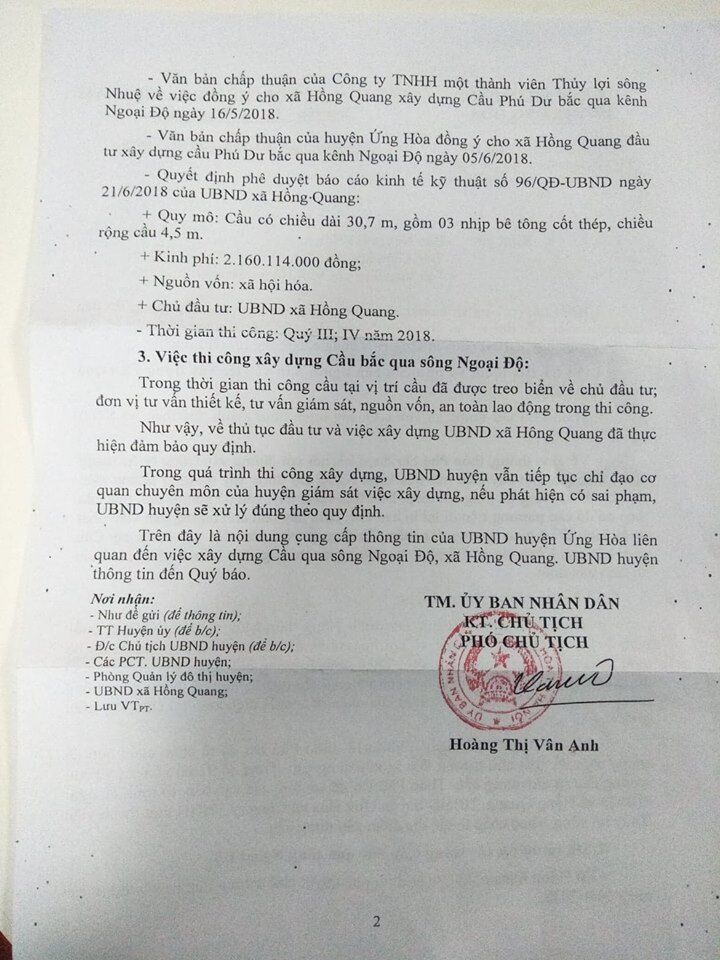 - Văn bản chấp thuận của Công ty TNHH một thành viên Thủy lợi sông
Nhuệ về việc đồng ý cho xã Hồng Quang xây dựng Cầu Phú Dư bắc qua kênh
Ngoại Độ ngày 16/5/2018.
- Văn bản chấp thuận của huyện Ứng Hòa đồng ý cho xã Hồng Quang đầu
tư xây dựng cầu Phú Dư bắc qua kênh Ngoại Độ ngày 05/6/2018.
- Quyết định phê duyệt báo cáo kinh tế kỹ thuật số 96/QĐ-UBND ngày
21/6/2018 của UBND xã Hồng Quang:
+ Quy mô: Cầu có chiều dài 30,7 m, gồm 03 nhịp bê tông cốt thép, chiều
rộng cầu 4,5 m.
+ Kinh phí: 2.160.114.000 đồng;
+ Nguồn vốn: xã hội hóa.
+ Chủ đầu tư: UBND xã Hồng Quang.
- Thời gian thi công: Quý III; IV năm 2018.
3. Việc thi công xây dựng Cầu bắc qua sông Ngoại Độ:
Trong thời gian thi công cầu tại vị trí cầu đã được treo biển về chủ đầu tư;
đơn vị tư vấn thiết kế, tư vấn giám sát, nguồn vốn, an toàn lao động trong thi công.
Như vậy, về thủ tục đầu tư và việc xây dựng UBND xã Hồng Quang đã thực
hiện đảm bảo quy định.
Trong quá trình thi công xây dựng, UBND huyện vẫn tiếp tục chỉ đạo cơ
quan chuyên môn của huyện giám sát việc xây dựng, nếu phát hiện có sai phạm,
UBND huyện sẽ xử lý đúng theo quy định.
Trên đây là nội dung cung cấp thông tin của UBND huyện Ứng Hòa liên
quan đến việc xây dựng Cầu qua sông Ngoại Độ, xã Hồng Quang. UBND huyện
thông tin đến Quý báo.
Nơi nhận:
- Như đề gửi (để thông tin);
- TT Huyện ủy (để b/c);
- Đ/c Chủ tịch UBND huyện (để b/c);
- Các PCT. UBND huyện;
- Phòng Quản lý đô thị huyện;
- UBND xã Hồng Quang;
- Lưu VTPT.
TM. ỦY BAN NHÂN DÂN
KT. CHỦ TỊCH
PHÓ CHỦ TỊCH
Hoàng Thị Vân Anh
2